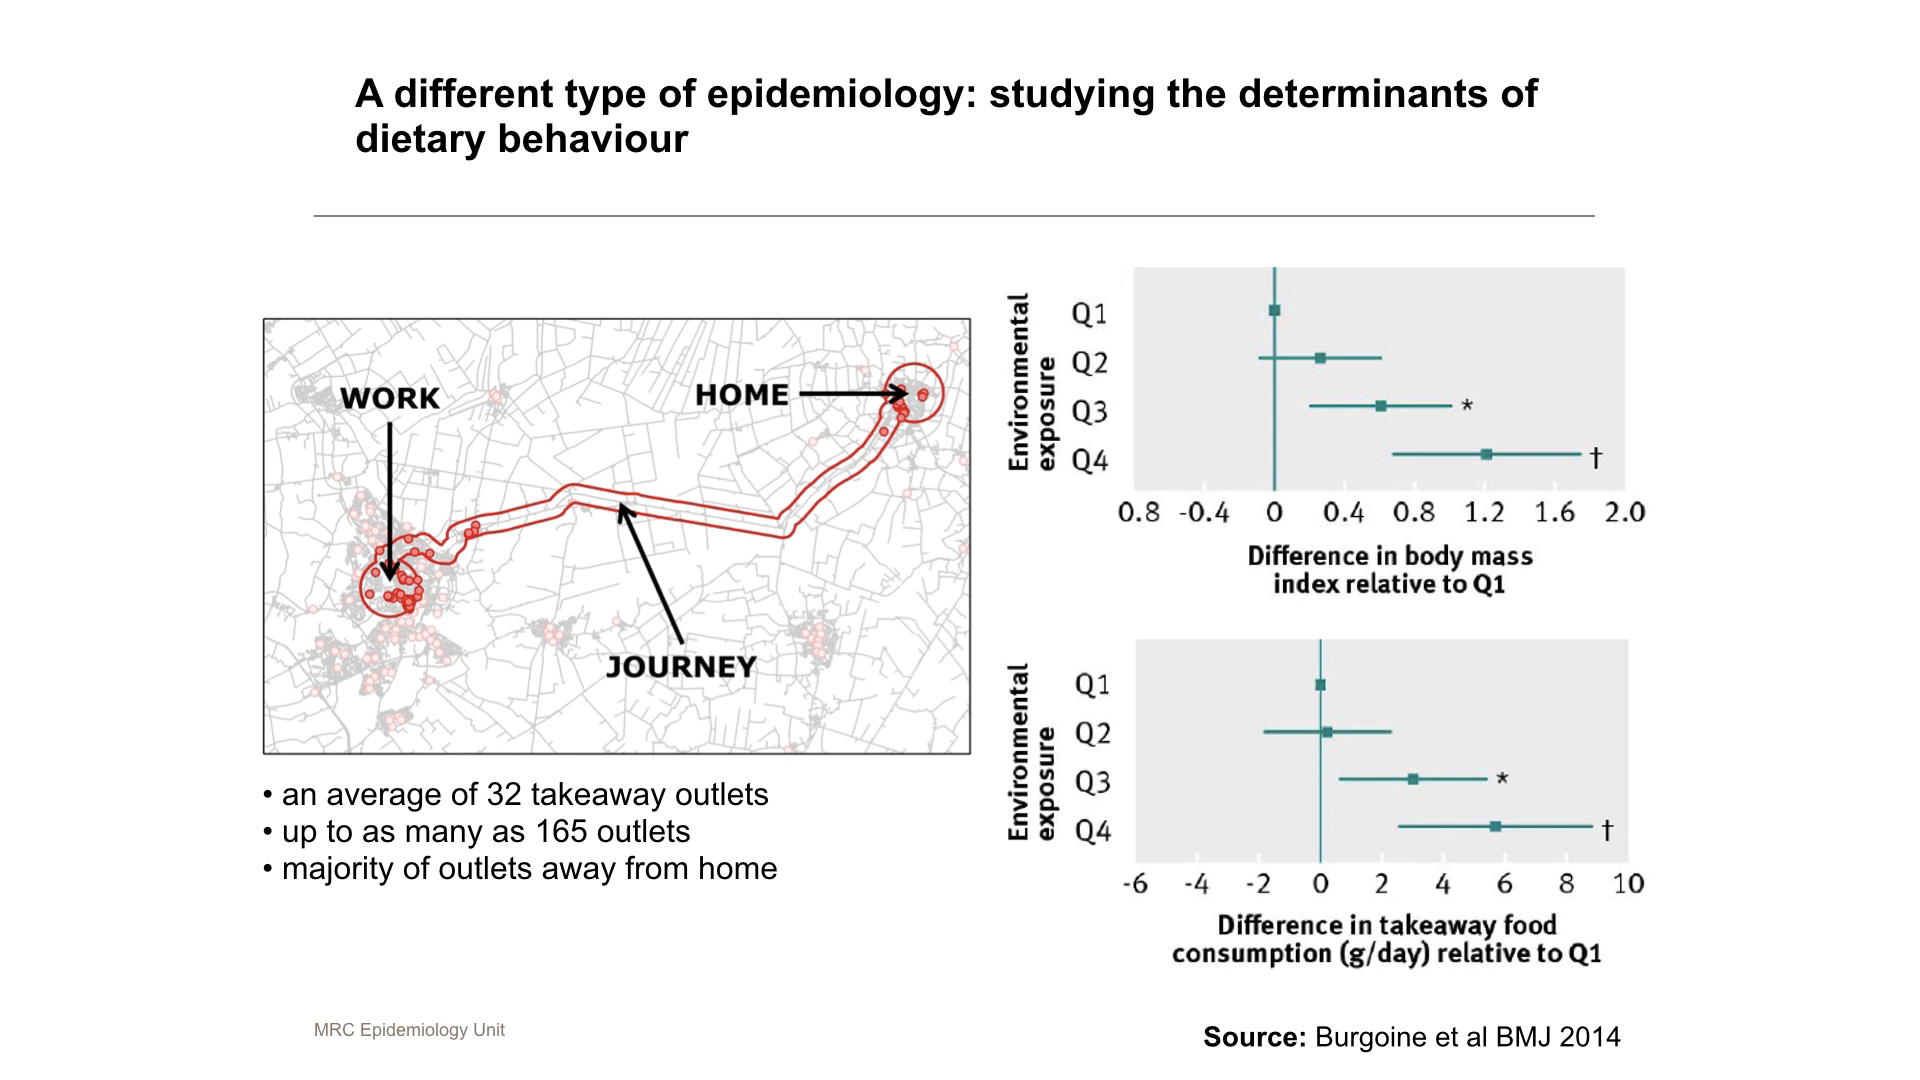 A different type of epidemiology: studying the determinants of
dietary behaviour
WORK
HOME
JOURNEY
• an average of 32 takeaway outlets
• up to as many as 165 outlets
• majority of outlets away from home
Environmental
exposure
Q1
Q2
Q3 *
Q4 †
0.8 -0.4 0 0.4 0.8 1.2 1.6 2.0
Difference in body mass
index relative to Q1
Environmental
exposure
Q1
Q2
Q3 *
Q4 †
-6 -4 -2 0 2 4 6 8 10
Difference in takeaway food
consumption (g/day) relative to Q1
MRC Epidemiology Unit
Source: Burgoine et al BMJ 2014